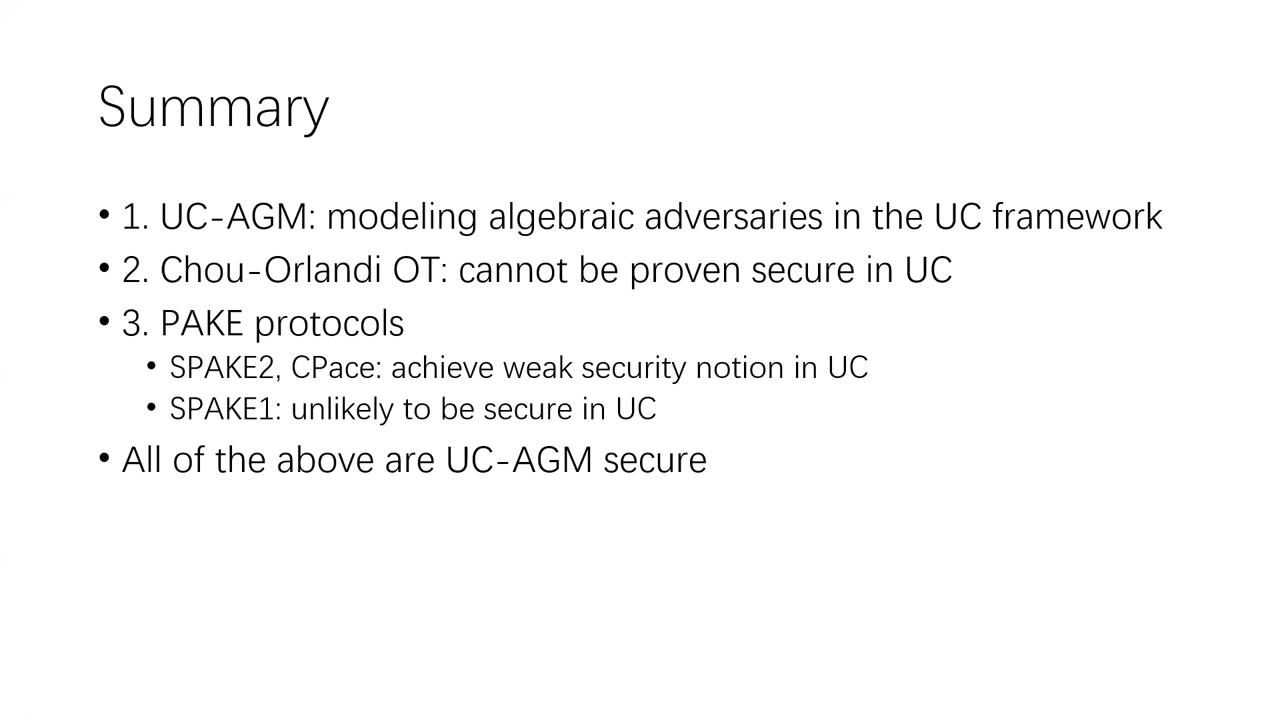 Summary
• 1. UC-AGM: modeling algebraic adversaries in the UC framework
• 2. Chou-Orlandi OT: cannot be proven secure in UC
• 3. PAKE protocols
• SPAKE2, CPace: achieve weak security notion in UC
• SPAKE1: unlikely to be secure in UC
• All of the above are UC-AGM secure